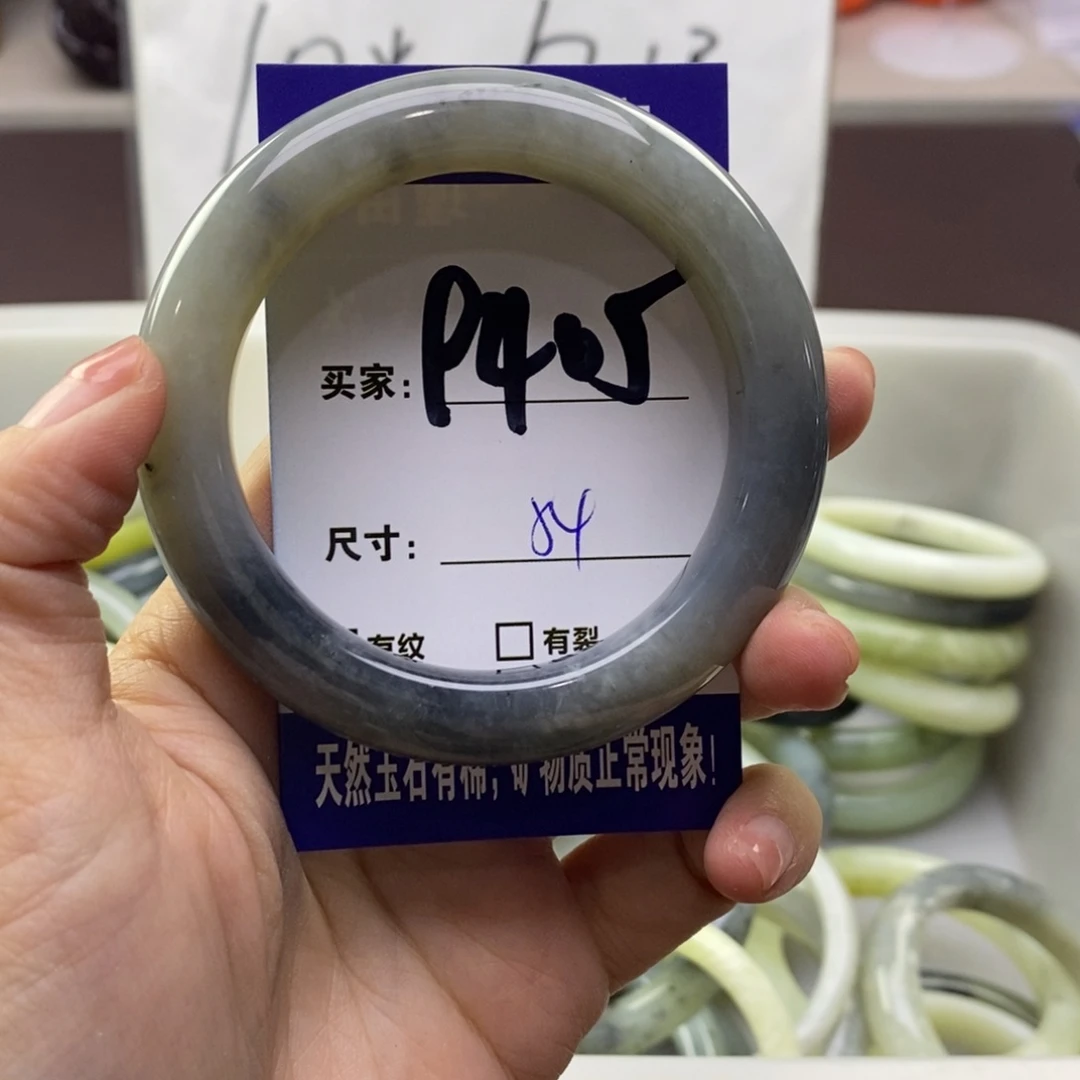 买家: P405
尺寸: 54
有纹 □ 有裂
天然玉石有棉, 矿物质正常现象!